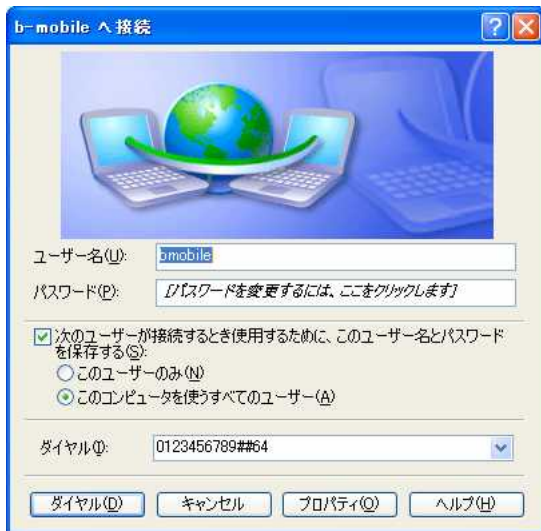 b-mobile へ接続
ユーザー名(U):
bmobile
パスワード(P):
[パスワードを変更するには、ここをクリックします]
次のユーザーが接続するとき使用するために、このユーザー名とパスワード
を保存する(S):
このユーザーのみ(N)
このコンピュータを使うすべてのユーザー(A)
ダイヤル(I):
0123456789##64
ダイヤル(D)
キャンセル
プロパティ(O)
ヘルプ(H)